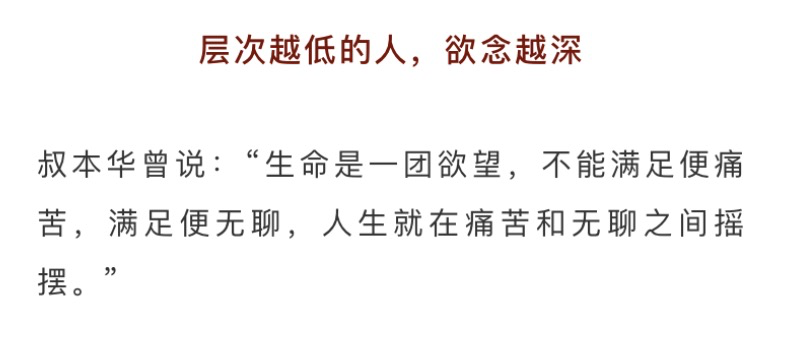 层次越低的人，欲念越深
叔本华曾说：“生命是一团欲望，不能满足便痛
苦，满足便无聊，人生就在痛苦和无聊之间摇
摆。”